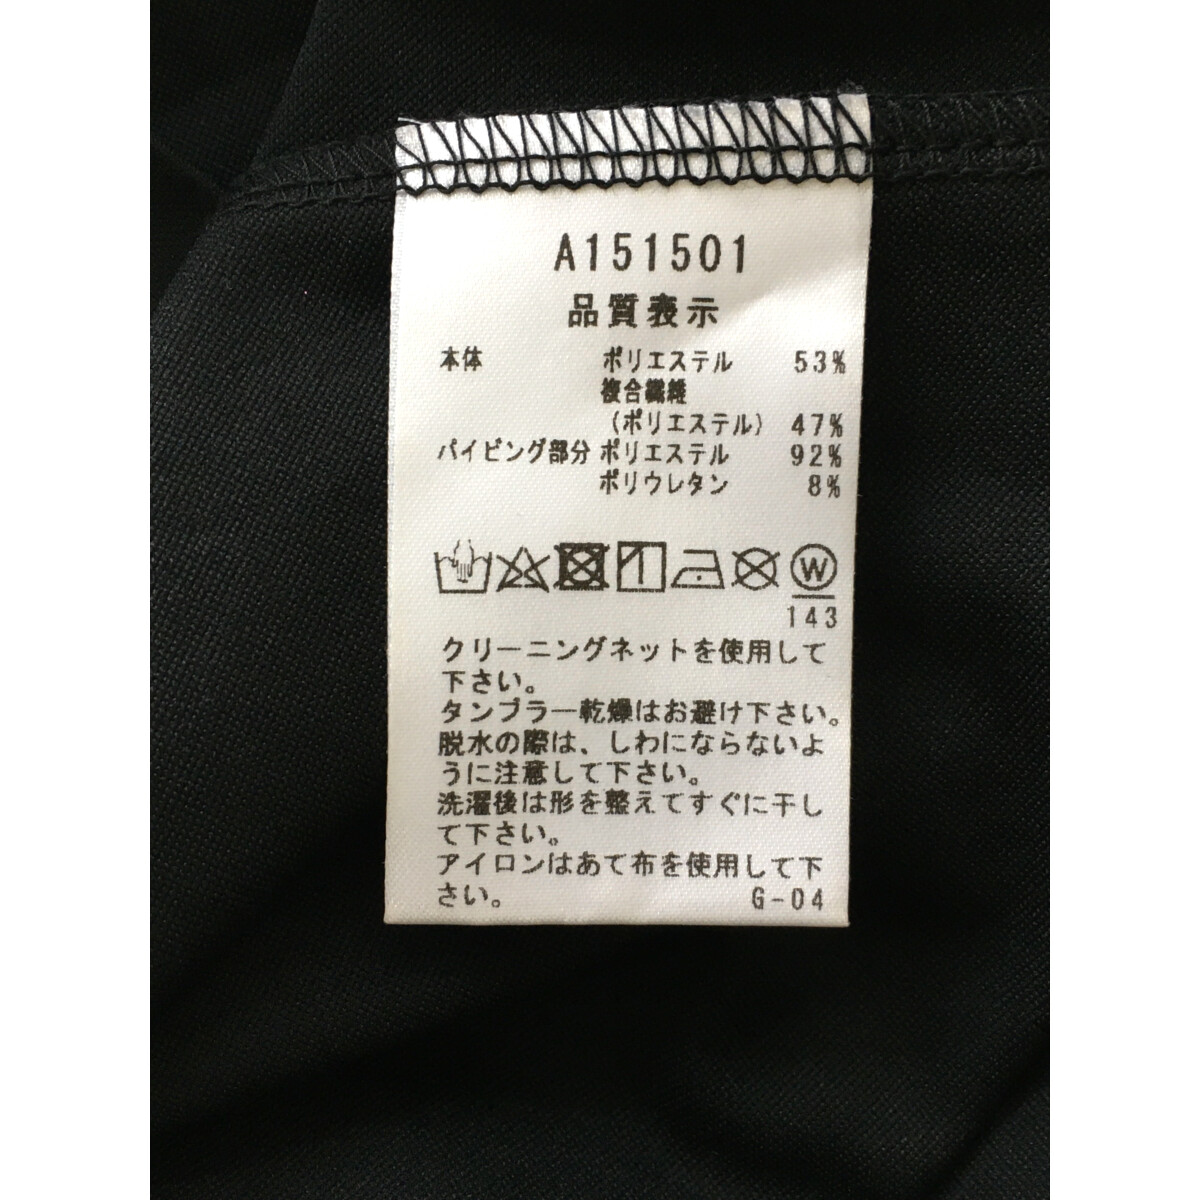 A151501
品質表示
本体 ポリエステル 53%
複合繊維
(ポリエステル) 47%
パイピング部分 ポリエステル 92%
ポリウレタン 8%
W
143
クリーニングネットを使用して
下さい。
タンブラー乾燥はお避け下さい。
脱水の際は、しわにならないよ
うに注意して下さい。
洗濯後は形を整えてすぐに干し
て下さい。
アイロンはあて布を使用して下
さい。 G-04